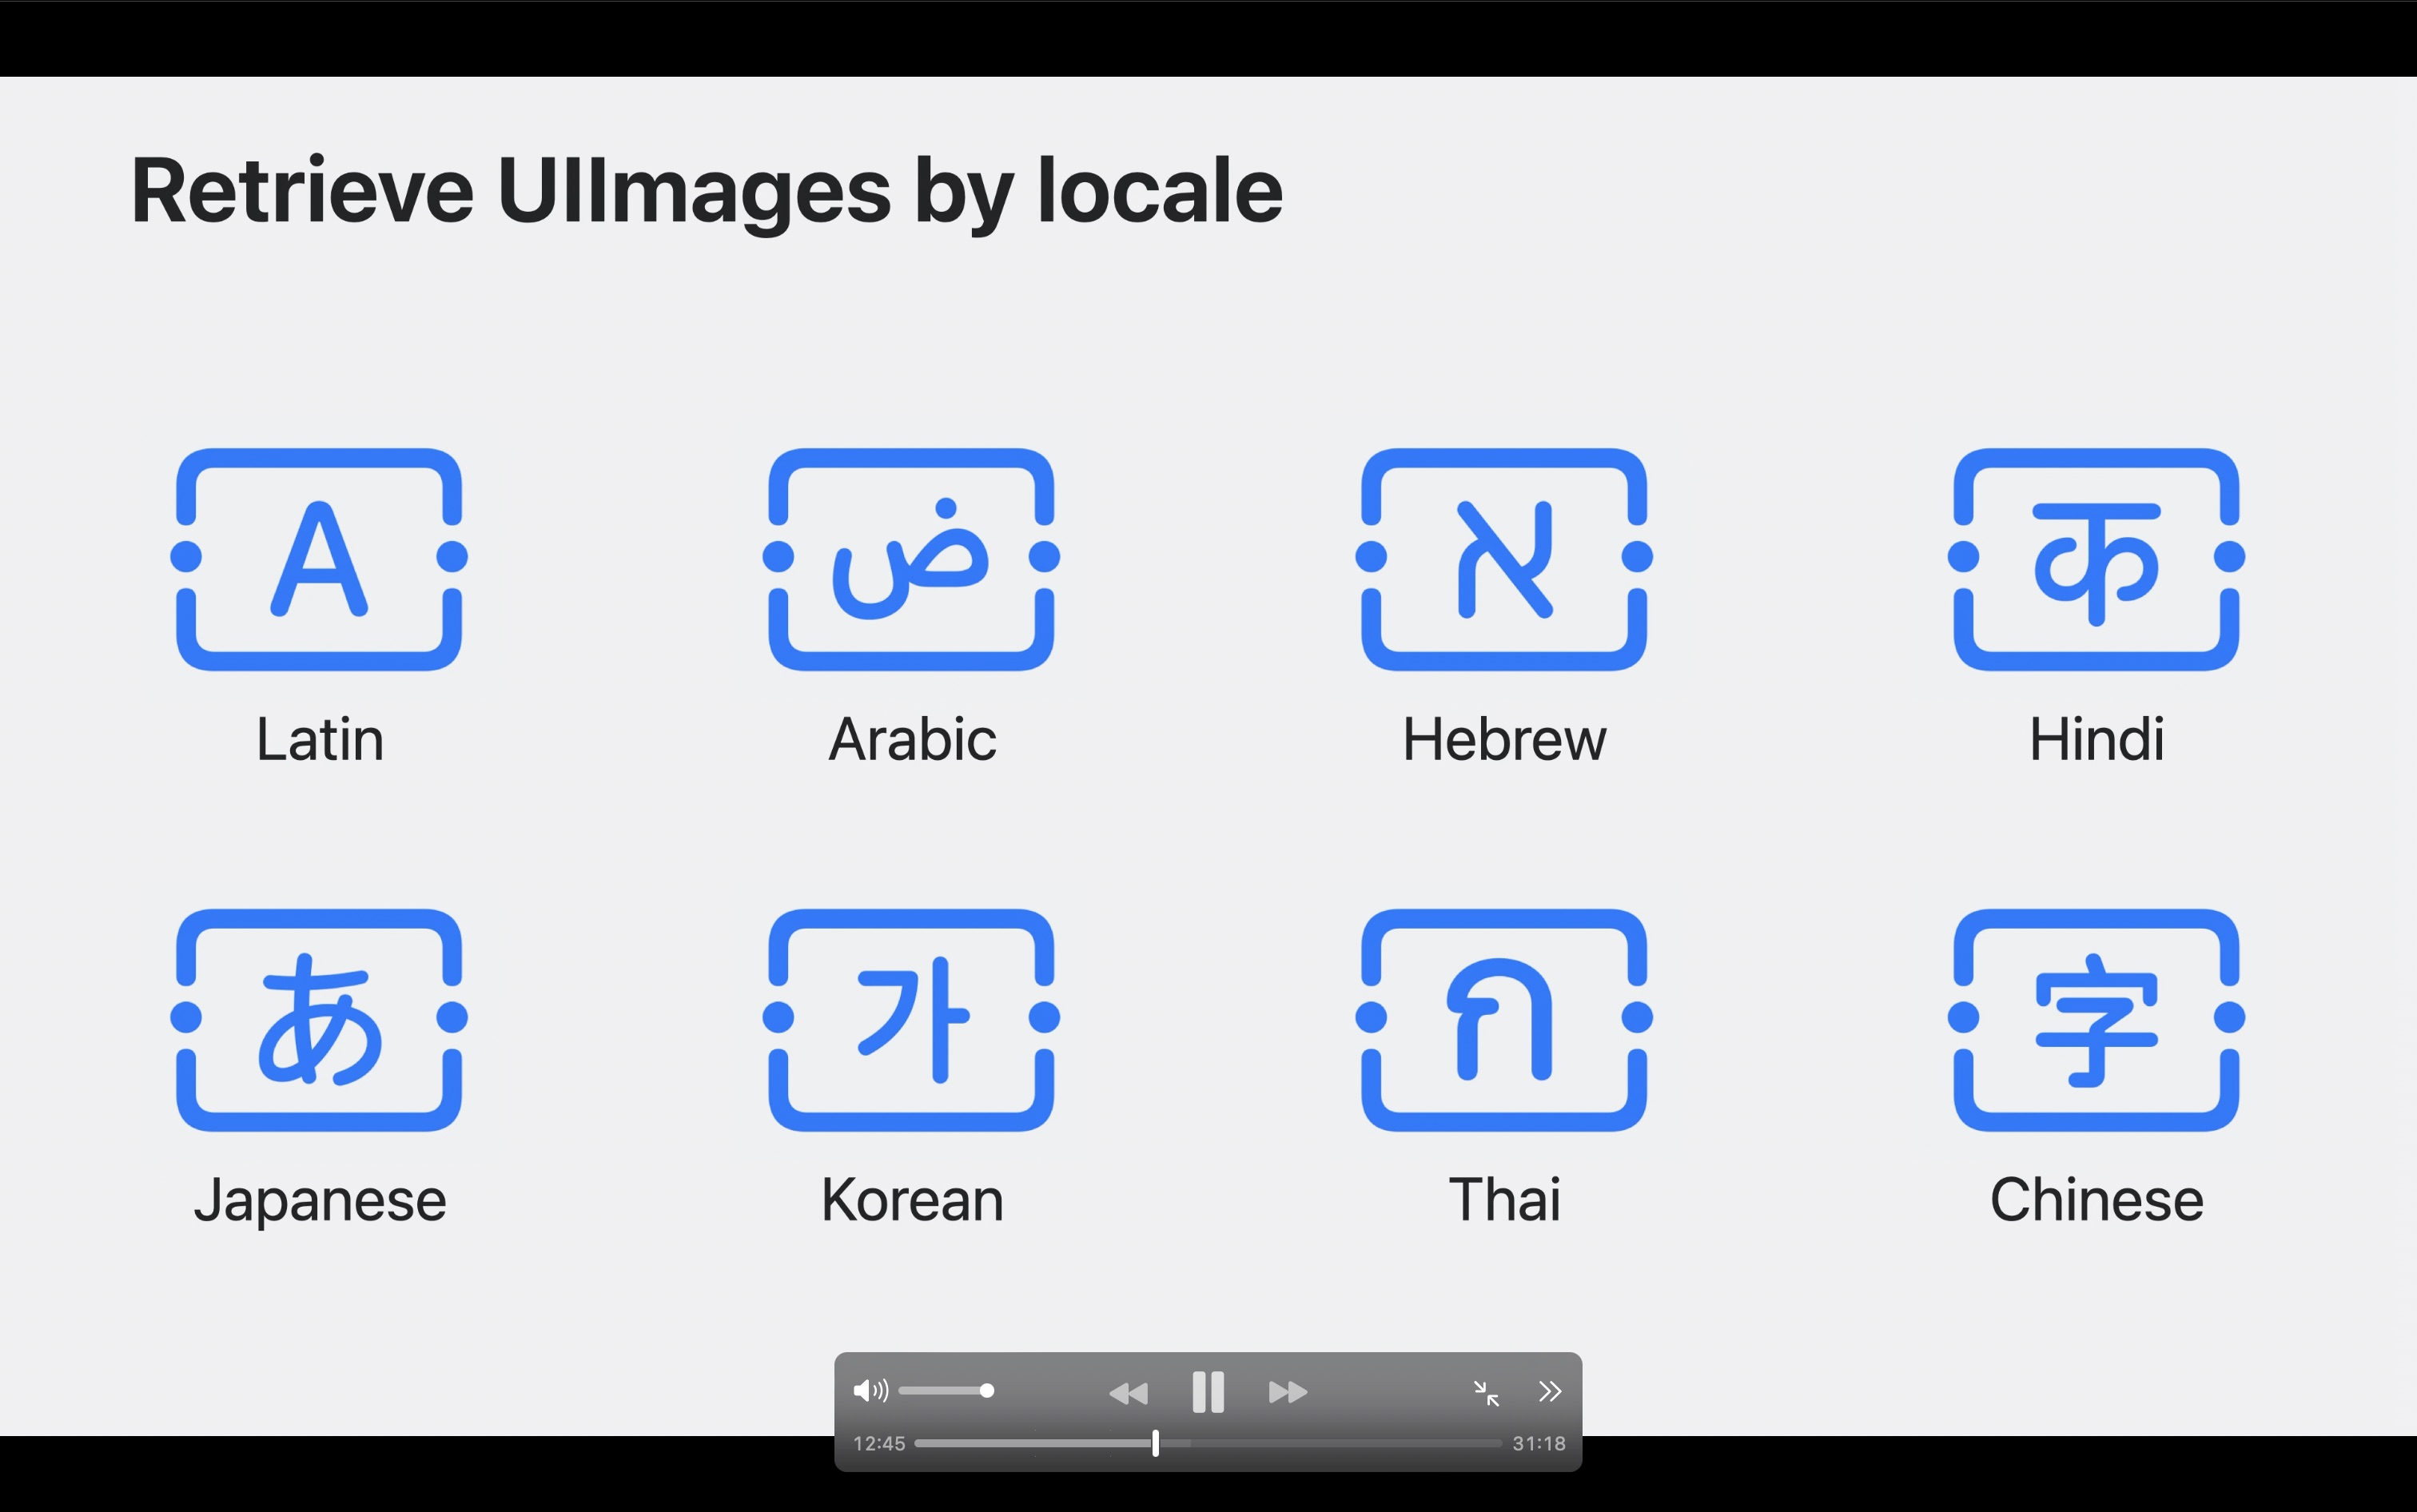 Retrieve UIImages by locale
A ض א क
Latin Arabic Hebrew Hindi
あ 가 ก 字
Japanese Korean Thai Chinese
12:45 31:18